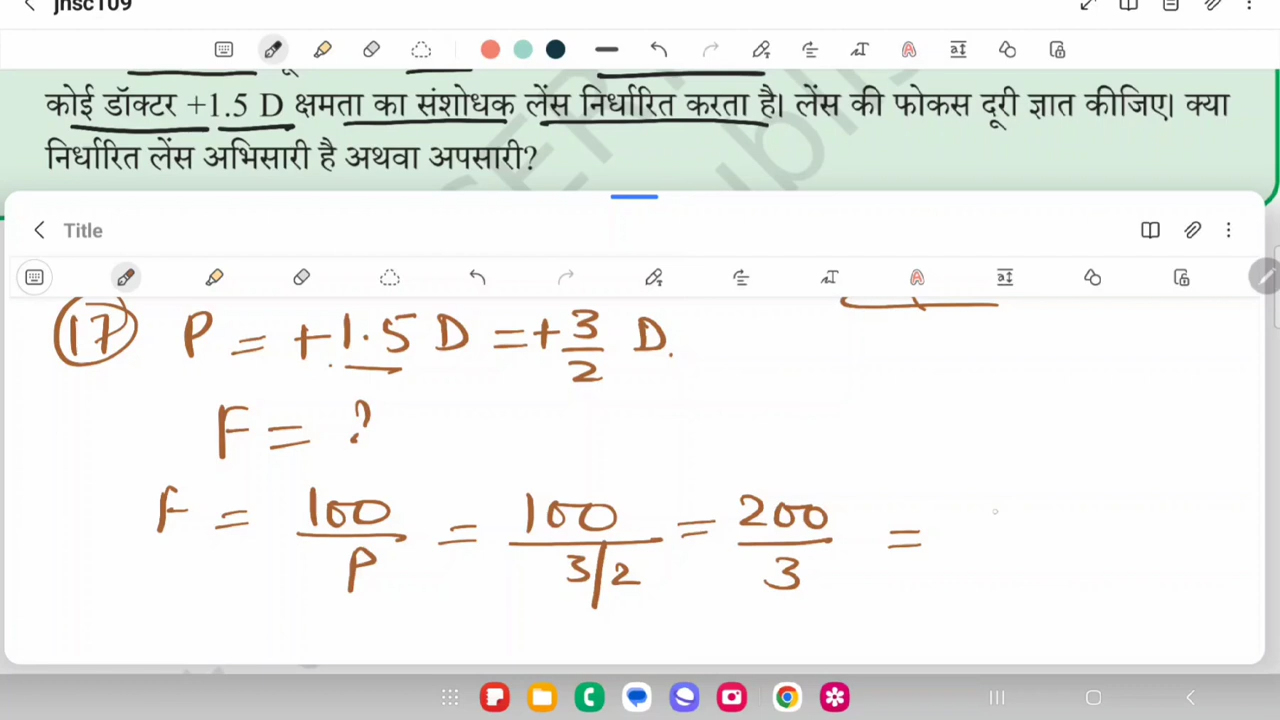 jhsc109
कोई डॉक्टर +1.5 D क्षमता का संशोधक लेंस निर्धारित करता है। लेंस की फोकस दूरी ज्ञात कीजिए। क्या
निर्धारित लेंस अभिसारी है अथवा अपसारी?
Title
17 P = +1.5 D = + 3/2 D.
F = ?
F = 100/P = 100/3/2 = 200/3 =